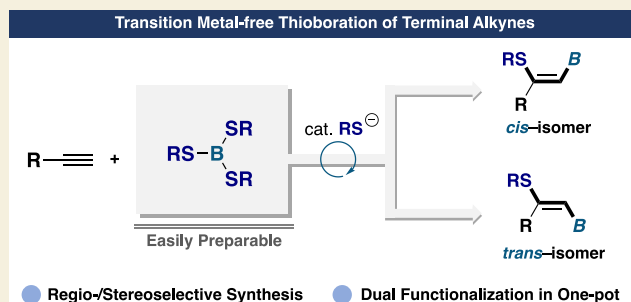 Transition Metal-free Thioboration of Terminal Alkynes
R
+
SR
RS–B
SR
Easily Preparable
cat. RS⊖
RS B
R
cis–isomer
RS
R B
trans–isomer
Regio-/Stereoselective Synthesis
Dual Functionalization in One-pot